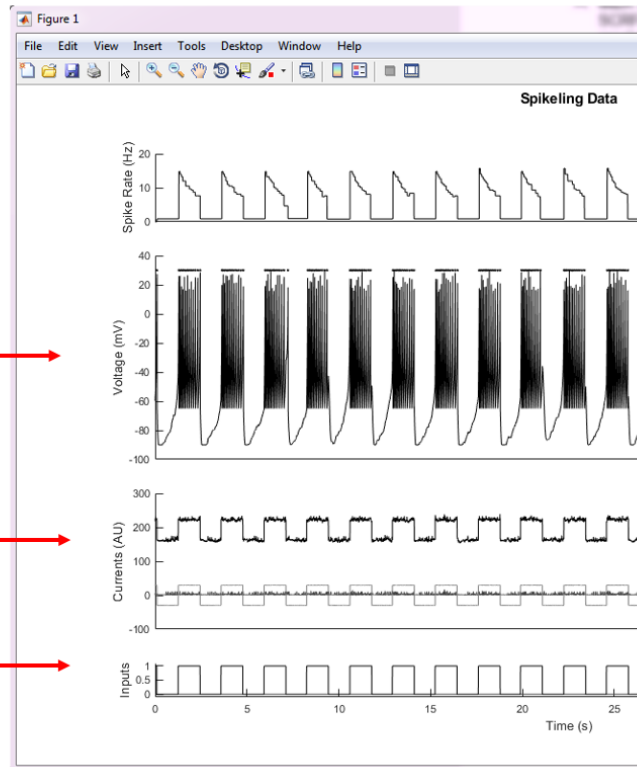 Figure 1
File Edit View Insert Tools Desktop Window Help
Spikeling Data
Spike Rate (Hz)
20
10
0
Voltage (mV)
40
20
0
-20
-40
-60
-80
-100
Currents (AU)
300
200
100
0
-100
Inputs
1
0.5
0
0 5 10 15 20 25
Time (s)